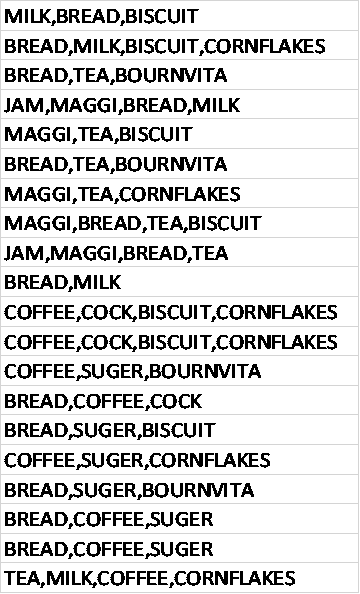 MILK,BREAD,BISCUIT
BREAD,MILK,BISCUIT,CORNFLAKES
BREAD,TEA,BOURNVITA
JAM,MAGGI,BREAD,MILK
MAGGI,TEA,BISCUIT
BREAD,TEA,BOURNVITA
MAGGI,TEA,CORNFLAKES
MAGGI,BREAD,TEA,BISCUIT
JAM,MAGGI,BREAD,TEA
BREAD,MILK
COFFEE,COCK,BISCUIT,CORNFLAKES
COFFEE,COCK,BISCUIT,CORNFLAKES
COFFEE,SUGER,BOURNVITA
BREAD,COFFEE,COCK
BREAD,SUGER,BISCUIT
COFFEE,SUGER,CORNFLAKES
BREAD,SUGER,BOURNVITA
BREAD,COFFEE,SUGER
BREAD,COFFEE,SUGER
TEA,MILK,COFFEE,CORNFLAKES